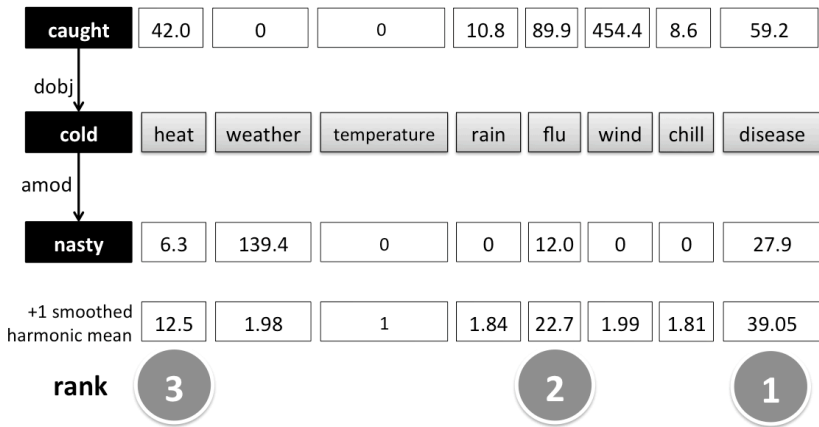 caught 42.0 0 0 10.8 89.9 454.4 8.6 59.2
dobj
cold heat weather temperature rain flu wind chill disease
amod
nasty 6.3 139.4 0 0 12.0 0 0 27.9
+1 smoothed
harmonic mean 12.5 1.98 1 1.84 22.7 1.99 1.81 39.05
rank 3 2 1